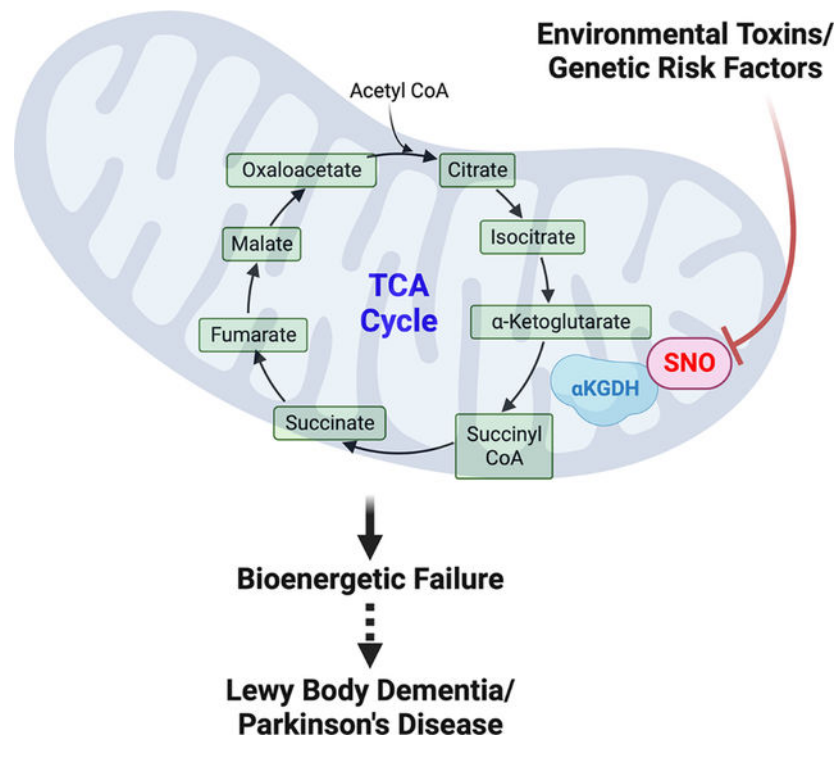 Environmental Toxins/
Genetic Risk Factors
Acetyl CoA
Oxaloacetate
Citrate
Malate
Isocitrate
TCA
Cycle
Fumarate
α-Ketoglutarate
SNO
αKGDH
Succinate
Succinyl
CoA
Bioenergetic Failure
Lewy Body Dementia/
Parkinson's Disease